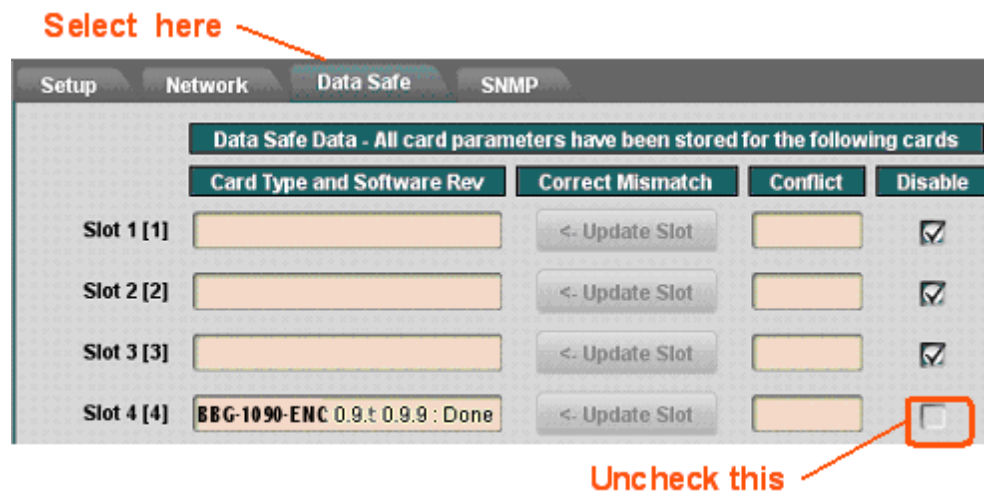 Select here
Setup Network Data Safe SNMP
Data Safe Data - All card parameters have been stored for the following cards
Card Type and Software Rev Correct Mismatch Conflict Disable
Slot 1 [1] <- Update Slot
Slot 2 [2] <- Update Slot
Slot 3 [3] <- Update Slot
Slot 4 [4] BBG-1090-ENC 0.9.t 0.9.9 : Done <- Update Slot
Uncheck this